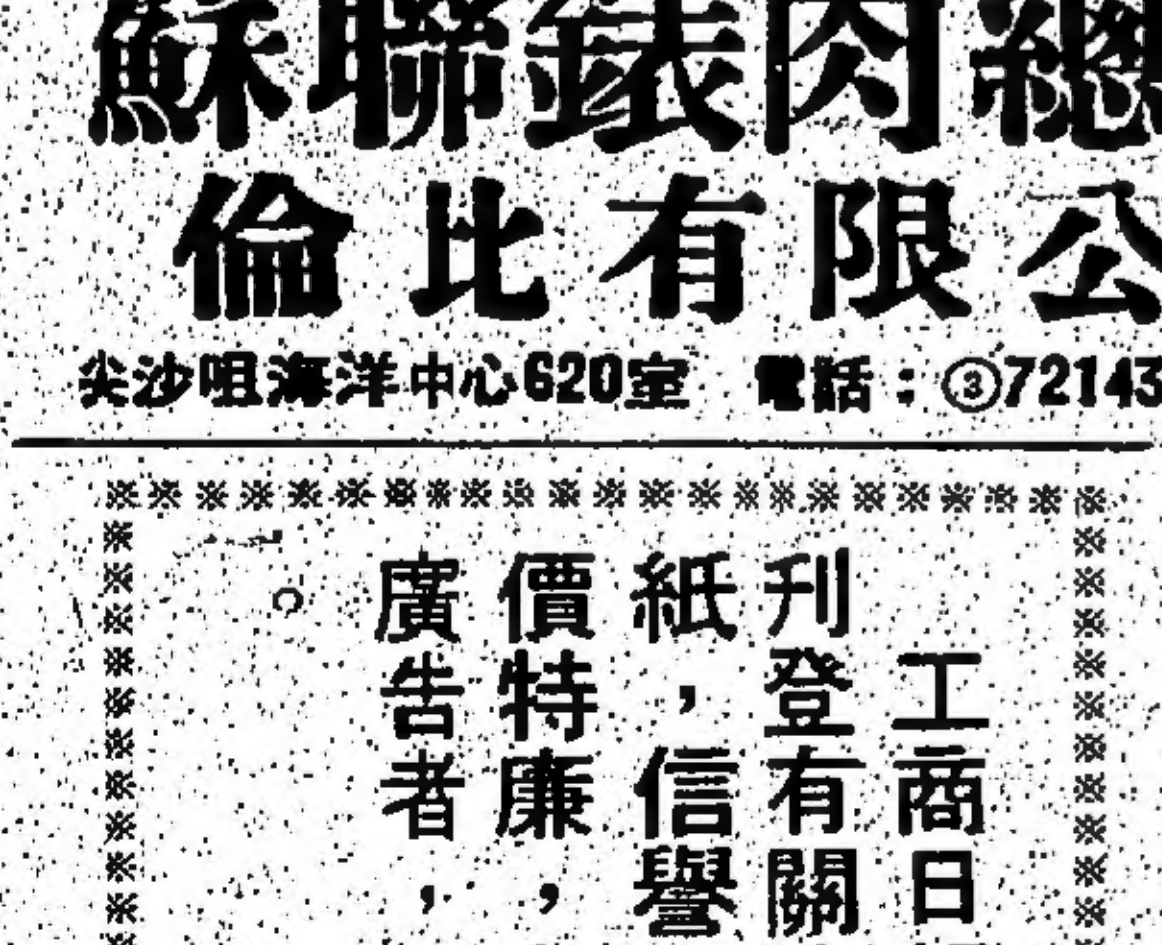 蘇聯錶肉總
倫比有限公
尖沙咀海洋中心620室 電話：③72143
工商日
刊登有關
紙，信譽
價特廉，
廣告者，
。